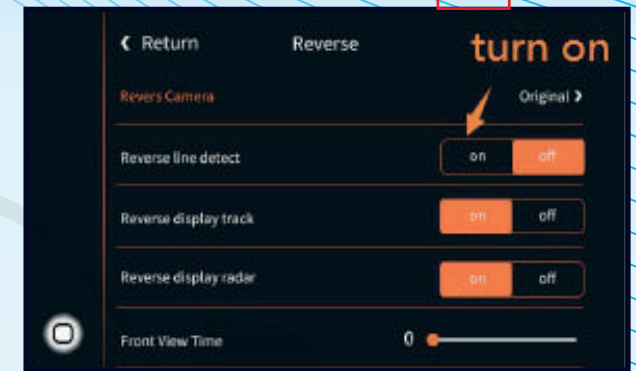 Return
Reverse
turn on
Revers Camera
Original
Reverse line detect
on
off
Reverse display track
on
off
Reverse display radar
on
off
Front View Time
0